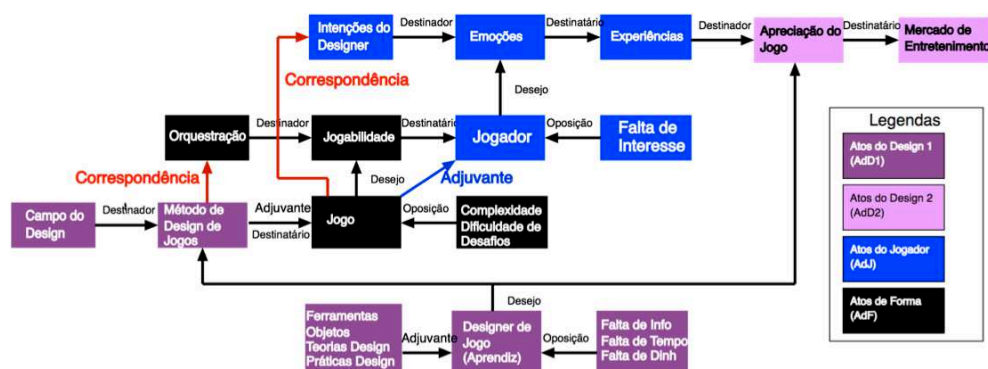 Intenções do
Designer
Destinador
Emoções
Destinatário
Experiências
Destinador
Apreciação do
Jogo
Destinatário
Mercado de
Entretenimento
Correspondência
Desejo
Orquestração
Destinador
Jogabilidade
Destinatário
Jogador
Oposição
Falta de
Interesse
Correspondência
Desejo
Adjuvante
Campo do
Design
Destinador
Método de
Design de
Jogos
Adjuvante
Destinatário
Jogo
Oposição
Complexidade
Dificuldade de
Desafios
Desejo
Ferramentas
Objetos
Teorias Design
Práticas Design
Adjuvante
Designer de
Jogo
(Aprendiz)
Oposição
Falta de Info
Falta de Tempo
Falta de Dinh
Legendas
Atos do Design 1
(AdD1)
Atos do Design 2
(AdD2)
Atos do Jogador
(AdJ)
Atos de Forma
(AdF)